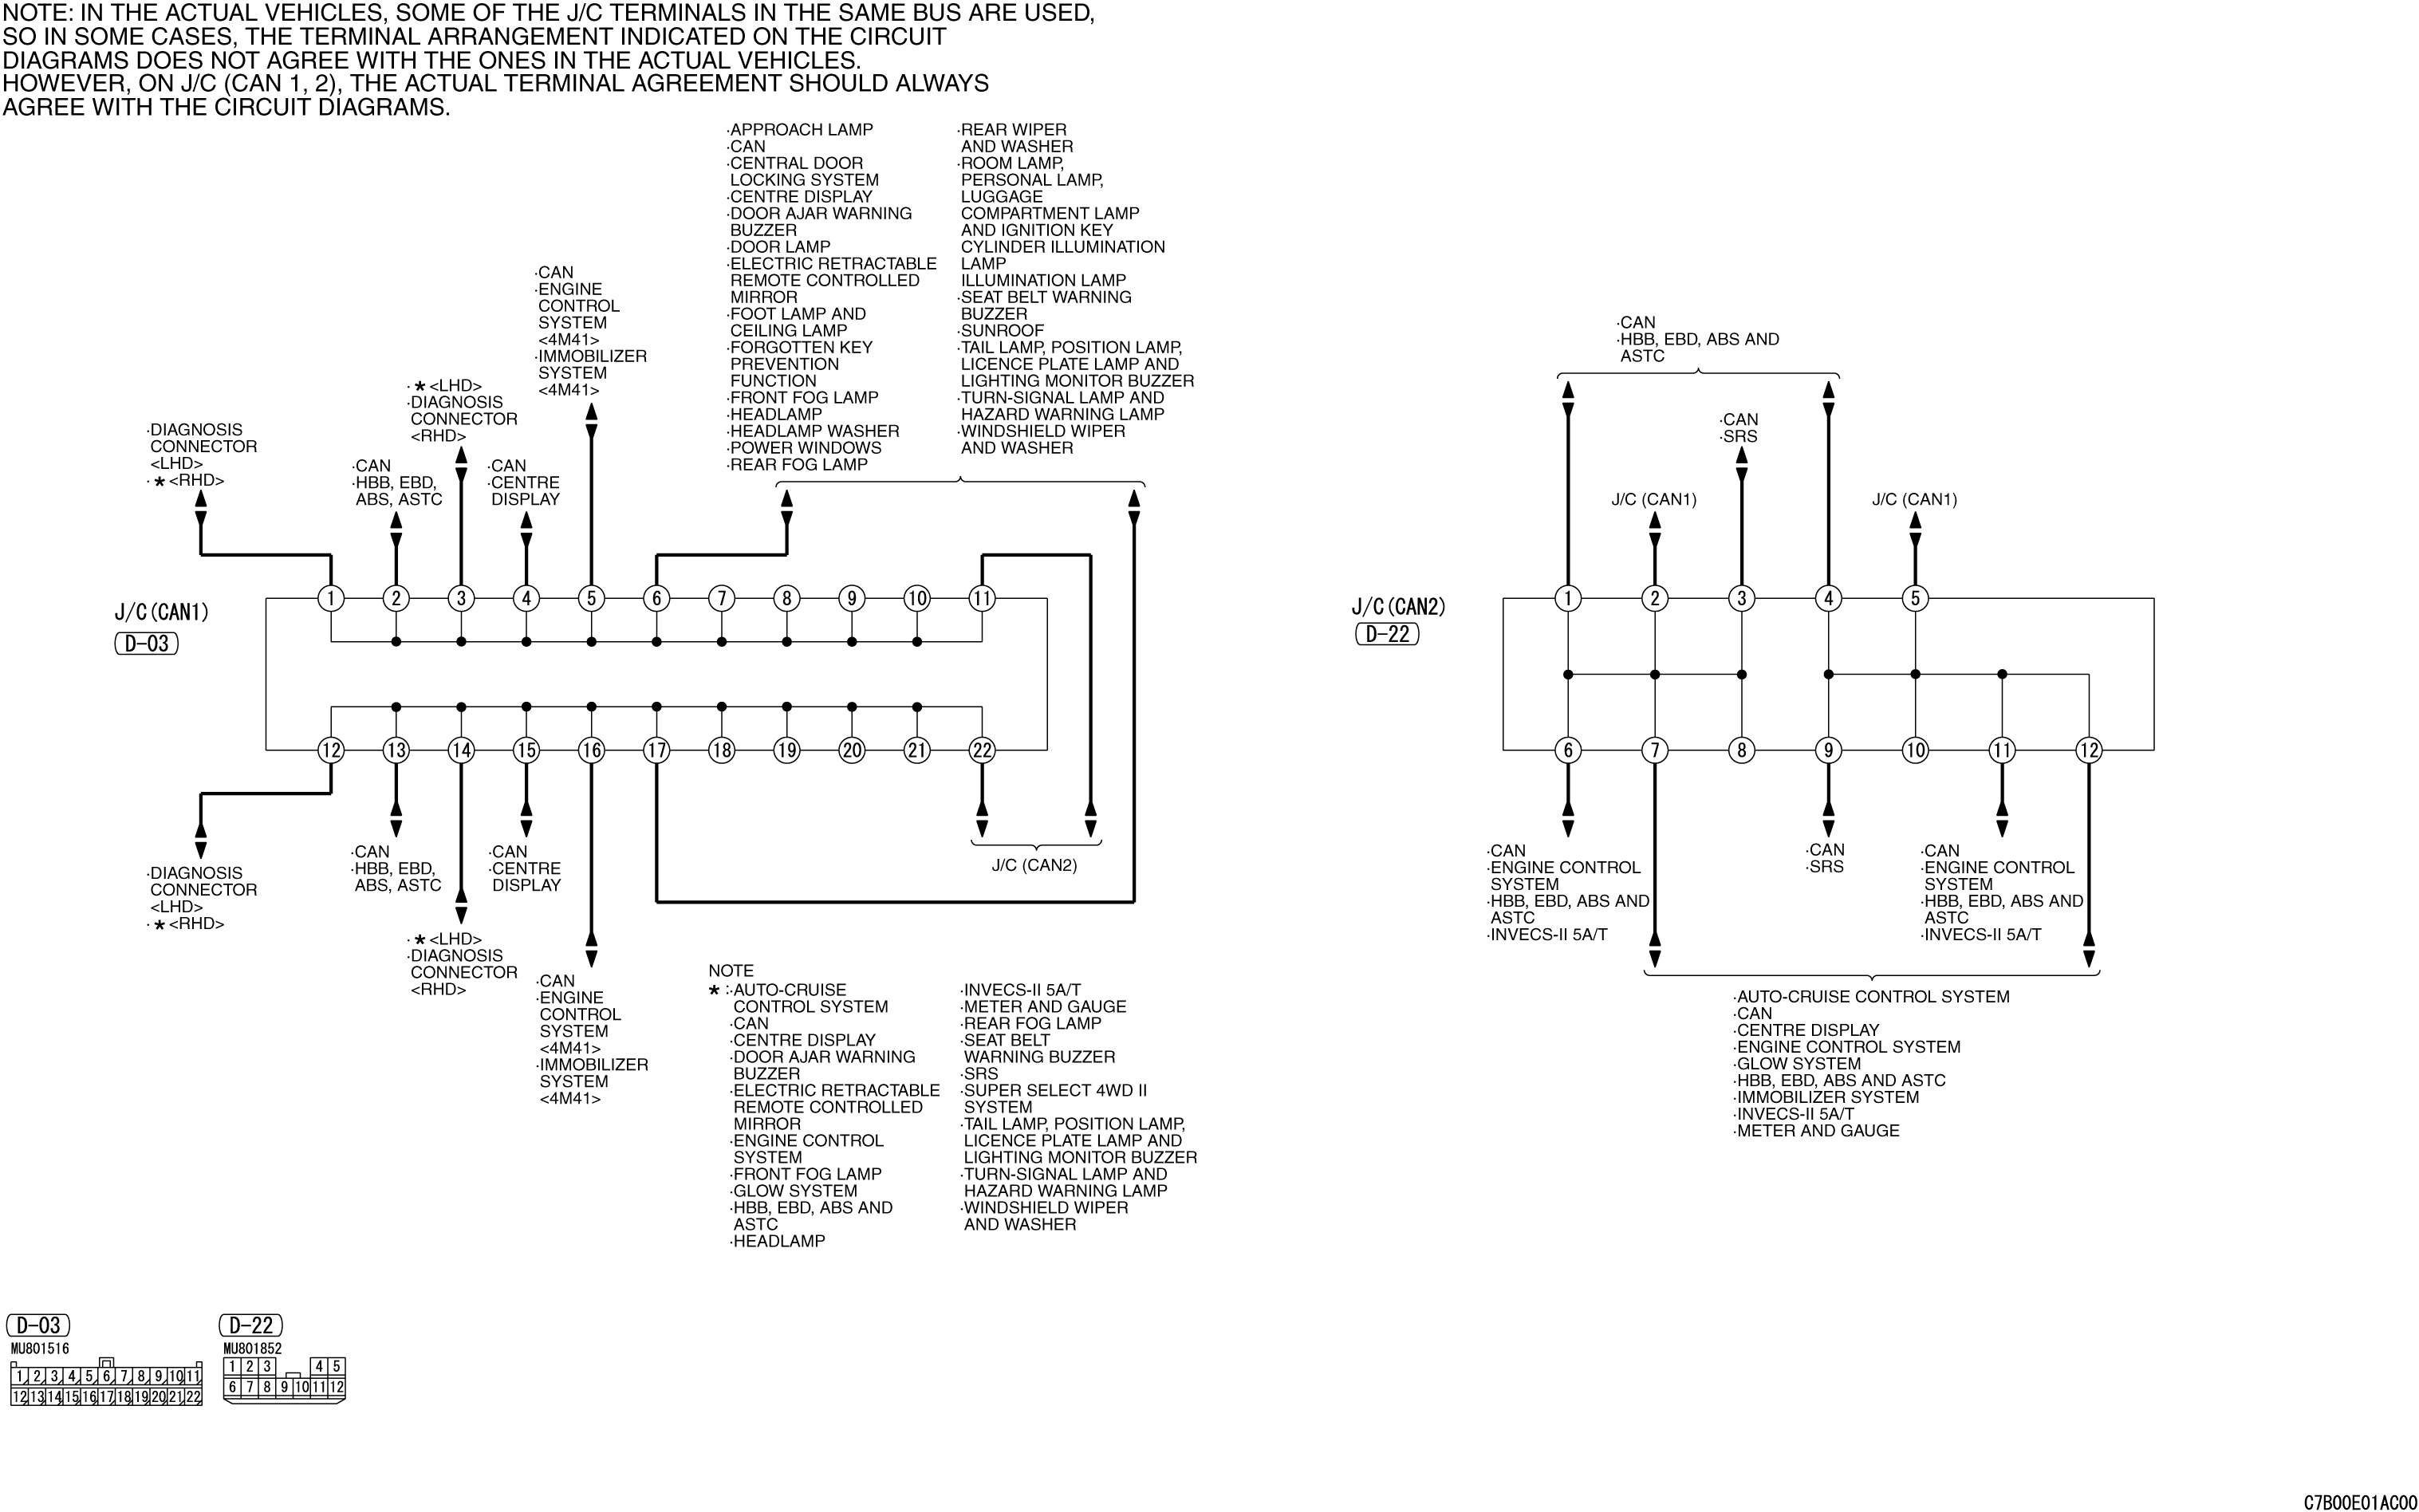 NOTE: IN THE ACTUAL VEHICLES, SOME OF THE J/C TERMINALS IN THE SAME BUS ARE USED,
SO IN SOME CASES, THE TERMINAL ARRANGEMENT INDICATED ON THE CIRCUIT
DIAGRAMS DOES NOT AGREE WITH THE ONES IN THE ACTUAL VEHICLES.
HOWEVER, ON J/C (CAN 1, 2), THE ACTUAL TERMINAL AGREEMENT SHOULD ALWAYS
AGREE WITH THE CIRCUIT DIAGRAMS.
·DIAGNOSIS
CONNECTOR
<LHD>
·★<RHD>
·CAN
·HBB, EBD,
ABS, ASTC
·★<LHD>
·DIAGNOSIS
CONNECTOR
<RHD>
·CAN
·CENTRE
DISPLAY
·CAN
·ENGINE
CONTROL
SYSTEM
<4M41>
·IMMOBILIZER
SYSTEM
<4M41>
·APPROACH LAMP
·CAN
·CENTRAL DOOR
LOCKING SYSTEM
·CENTRE DISPLAY
·DOOR AJAR WARNING
BUZZER
·DOOR LAMP
·ELECTRIC RETRACTABLE
REMOTE CONTROLLED
MIRROR
·FOOT LAMP AND
CEILING LAMP
·FORGOTTEN KEY
PREVENTION
FUNCTION
·FRONT FOG LAMP
·HEADLAMP
·HEADLAMP WASHER
·POWER WINDOWS
·REAR FOG LAMP
·REAR WIPER
AND WASHER
·ROOM LAMP,
PERSONAL LAMP,
LUGGAGE
COMPARTMENT LAMP
AND IGNITION KEY
CYLINDER ILLUMINATION
LAMP
ILLUMINATION LAMP
·SEAT BELT WARNING
BUZZER
·SUNROOF
·TAIL LAMP, POSITION LAMP,
LICENCE PLATE LAMP AND
LIGHTING MONITOR BUZZER
·TURN-SIGNAL LAMP AND
HAZARD WARNING LAMP
·WINDSHIELD WIPER
AND WASHER
J/C(CAN1)
D-03
1 2 3 4 5 6 7 8 9 10 11
12 13 14 15 16 17 18 19 20 21 22
·DIAGNOSIS
CONNECTOR
<LHD>
·★<RHD>
·CAN
·HBB, EBD,
ABS, ASTC
·★<LHD>
·DIAGNOSIS
CONNECTOR
<RHD>
·CAN
·CENTRE
DISPLAY
·CAN
·ENGINE
CONTROL
SYSTEM
<4M41>
·IMMOBILIZER
SYSTEM
<4M41>
J/C (CAN2)
NOTE
★:·AUTO-CRUISE
CONTROL SYSTEM
·CAN
·CENTRE DISPLAY
·DOOR AJAR WARNING
BUZZER
·ELECTRIC RETRACTABLE
REMOTE CONTROLLED
MIRROR
·ENGINE CONTROL
SYSTEM
·FRONT FOG LAMP
·GLOW SYSTEM
·HBB, EBD, ABS AND
ASTC
·HEADLAMP
·INVECS-II 5A/T
·METER AND GAUGE
·REAR FOG LAMP
·SEAT BELT
WARNING BUZZER
·SRS
·SUPER SELECT 4WD II
SYSTEM
·TAIL LAMP, POSITION LAMP,
LICENCE PLATE LAMP AND
LIGHTING MONITOR BUZZER
·TURN-SIGNAL LAMP AND
HAZARD WARNING LAMP
·WINDSHIELD WIPER
AND WASHER
·CAN
·HBB, EBD, ABS AND
ASTC
J/C (CAN1)
·CAN
·SRS
J/C (CAN1)
J/C(CAN2)
D-22
1 2 3 4 5
6 7 8 9 10 11 12
·CAN
·ENGINE CONTROL
SYSTEM
·HBB, EBD, ABS AND
ASTC
·INVECS-II 5A/T
·CAN
·SRS
·CAN
·ENGINE CONTROL
SYSTEM
·HBB, EBD, ABS AND
ASTC
·INVECS-II 5A/T
·AUTO-CRUISE CONTROL SYSTEM
·CAN
·CENTRE DISPLAY
·ENGINE CONTROL SYSTEM
·GLOW SYSTEM
·HBB, EBD, ABS AND ASTC
·IMMOBILIZER SYSTEM
·INVECS-II 5A/T
·METER AND GAUGE
D-03
MU801516
1 2 3 4 5 6 7 8 9 10 11
12 13 14 15 16 17 18 19 20 21 22
D-22
MU801852
1 2 3 4 5
6 7 8 9 10 11 12
C7B00E01AC00